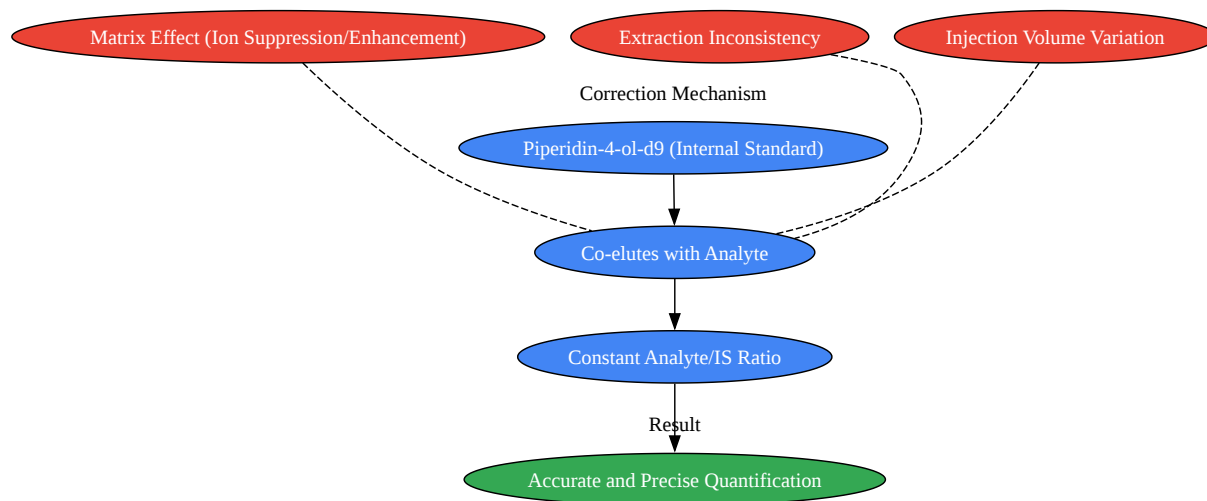 Matrix Effect (Ion Suppression/Enhancement)
Extraction Inconsistency
Injection Volume Variation
Correction Mechanism
Piperidin-4-ol-d9 (Internal Standard)
Co-elutes with Analyte
Constant Analyte/IS Ratio
Result
Accurate and Precise Quantification